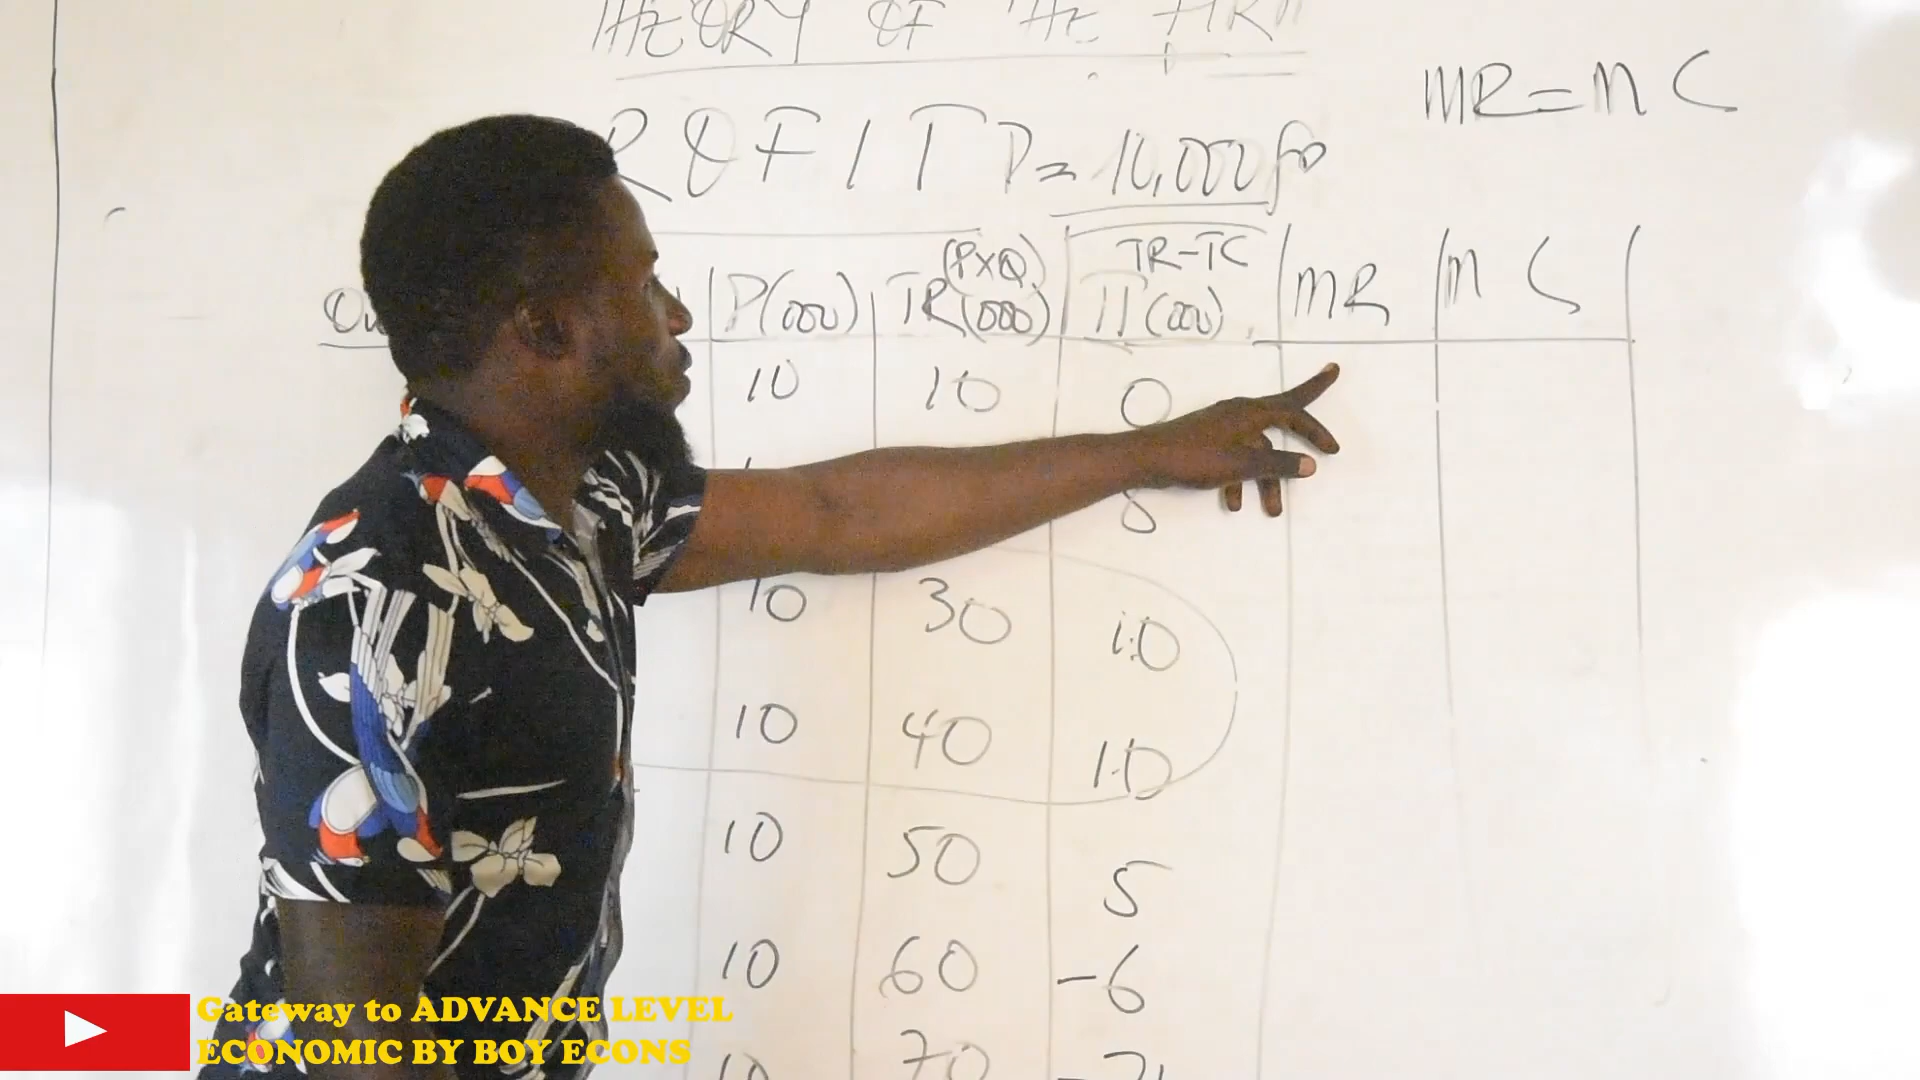 THEORY OF THE FIRM
MR=MC
ROFIT P= 10,000f
(PXQ) TR-TC
P(000) TR(000) Π(000) MR MC
10 10 0
8
10 30 10
10 40 10
10 50 5
10 60 -6
10 70
Gateway to ADVANCE LEVEL
ECONOMIC BY BOY ECONS